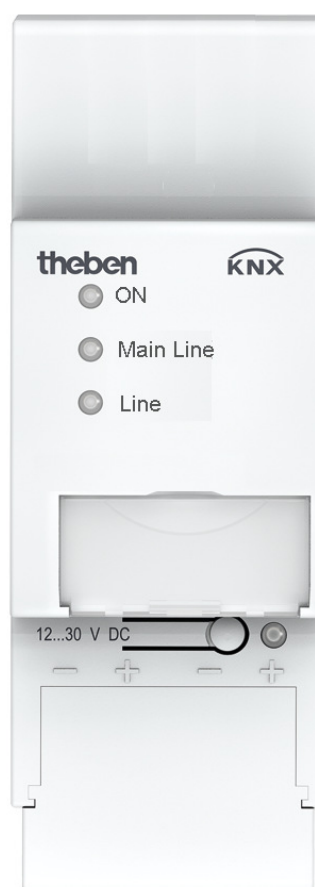 theben KNX
ON
Main Line
Line
12...30 V DC
− + − +